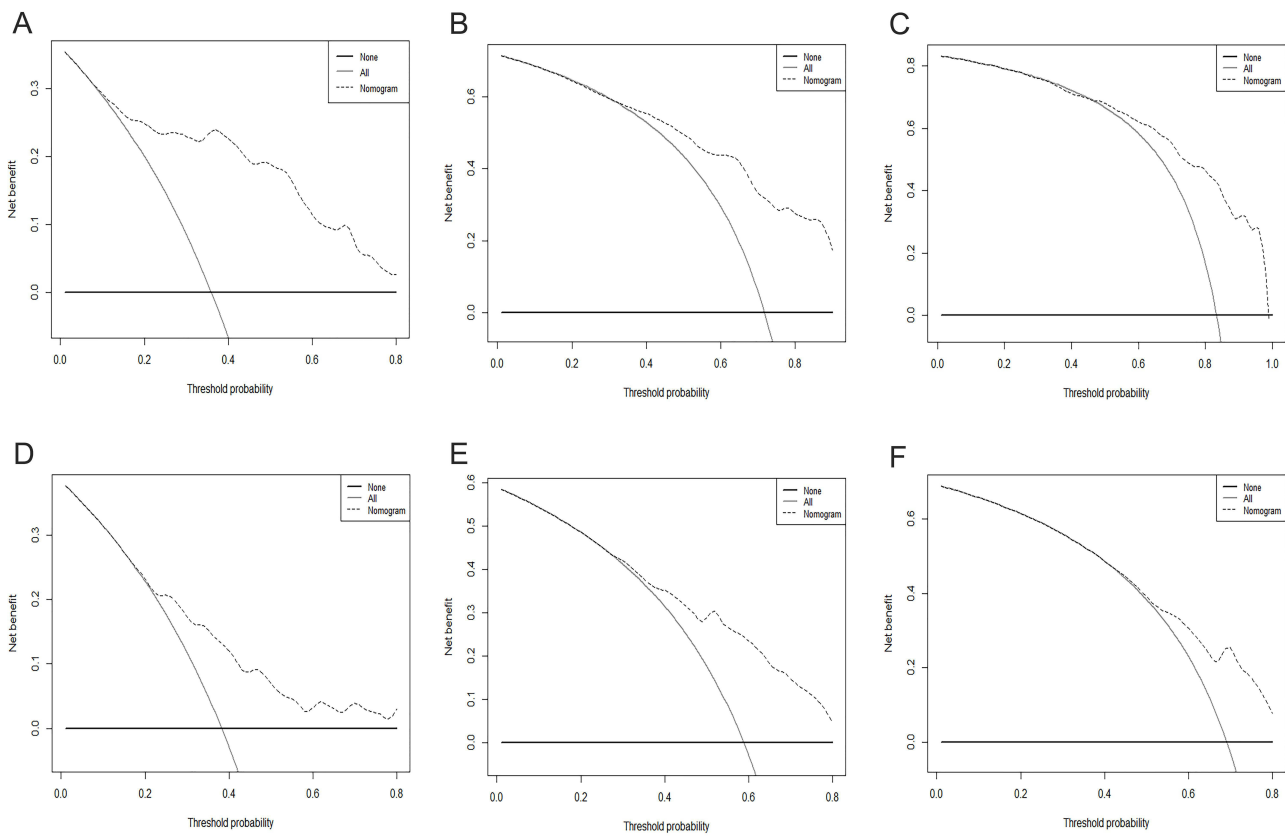 A
None
All
Nomogram
Net benefit
0.0 0.1 0.2 0.3
0.0 0.2 0.4 0.6 0.8
Threshold probability
B
None
All
Nomogram
Net benefit
0.0 0.2 0.4 0.6
0.0 0.2 0.4 0.6 0.8
Threshold probability
C
None
All
Nomogram
Net benefit
0.0 0.2 0.4 0.6 0.8
0.0 0.2 0.4 0.6 0.8 1.0
Threshold probability
D
None
All
Nomogram
Net benefit
0.0 0.1 0.2 0.3
0.0 0.2 0.4 0.6 0.8
Threshold probability
E
None
All
Nomogram
Net benefit
0.0 0.1 0.2 0.3 0.4 0.5 0.6
0.0 0.2 0.4 0.6 0.8
Threshold probability
F
None
All
Nomogram
Net benefit
0.0 0.2 0.4 0.6
0.0 0.2 0.4 0.6 0.8
Threshold probability